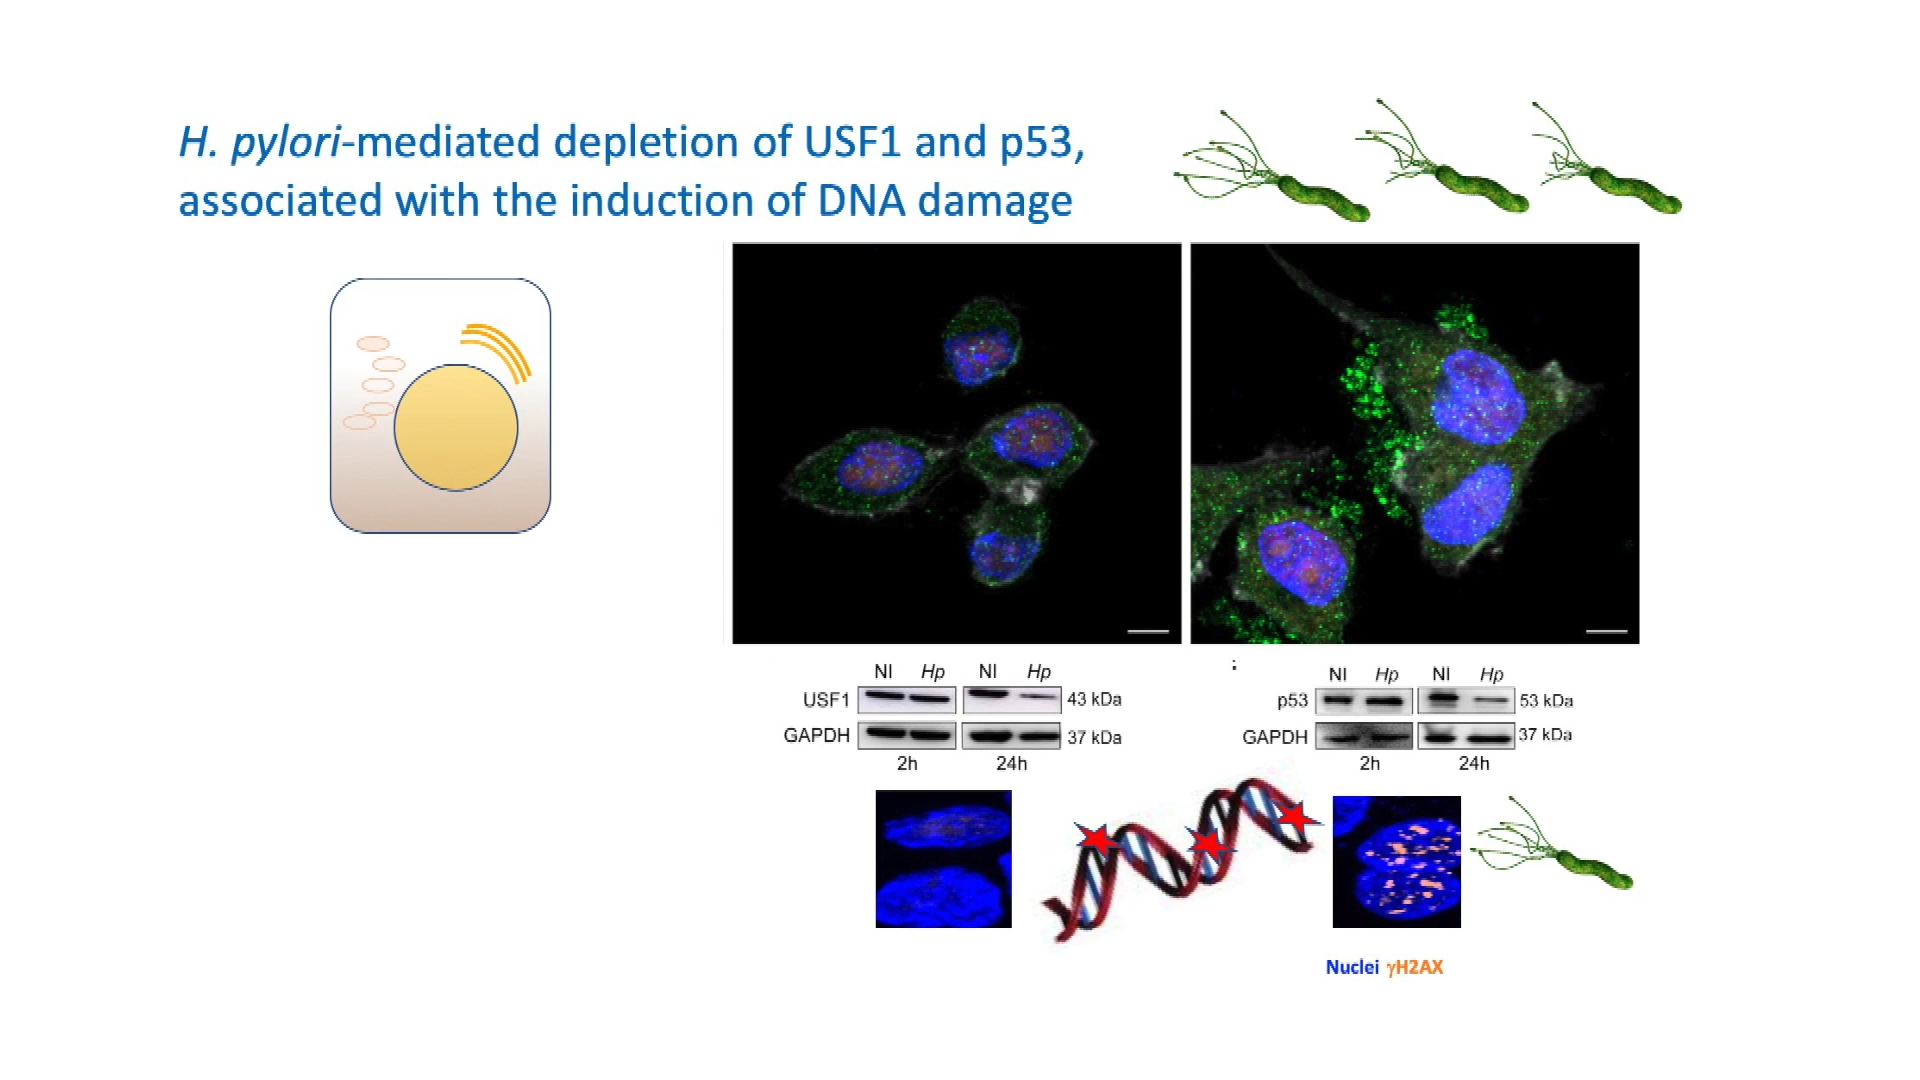 H. pylori-mediated depletion of USF1 and p53,
associated with the induction of DNA damage
NI Hp NI Hp
USF1 43 kDa
GAPDH 37 kDa
2h 24h
NI Hp NI Hp
p53 53 kDa
GAPDH 37 kDa
2h 24h
Nuclei γH2AX